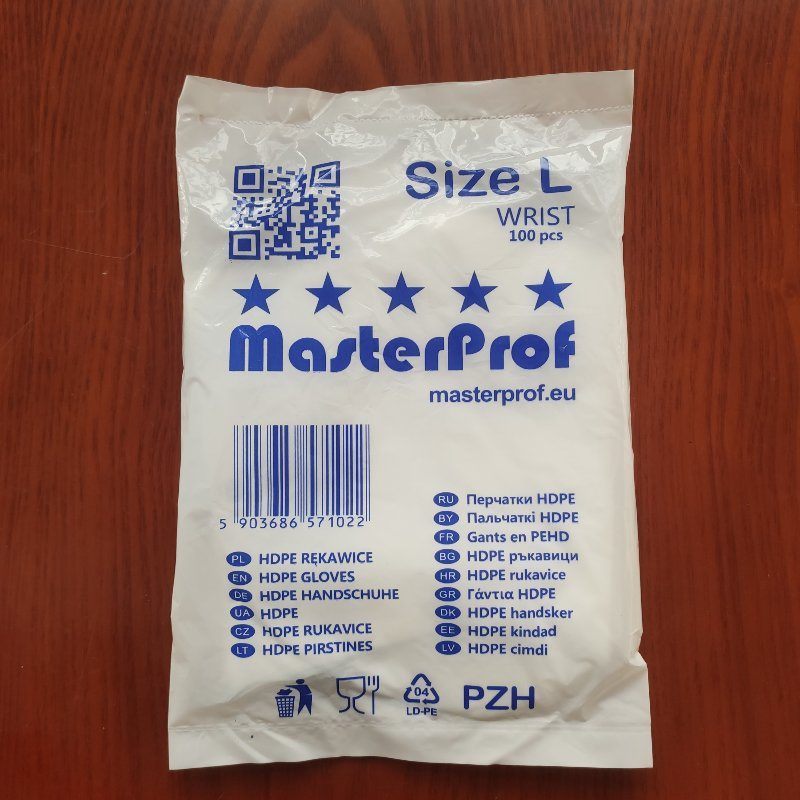 Size L
WRIST
100 pcs
MasterProf
masterprof.eu
5 903686 571022
PL HDPE RĘKAWICE
EN HDPE GLOVES
DE HDPE HANDSCHUHE
UA HDPE
CZ HDPE RUKAVICE
LT HDPE PIRSTINES
RU Перчатки HDPE
BY Пальчаткі HDPE
FR Gants en PEHD
BG HDPE ръкавици
HR HDPE rukavice
GR Γάντια HDPE
DK HDPE handsker
EE HDPE kindad
LV HDPE cimdi
04
LD-PE
PZH